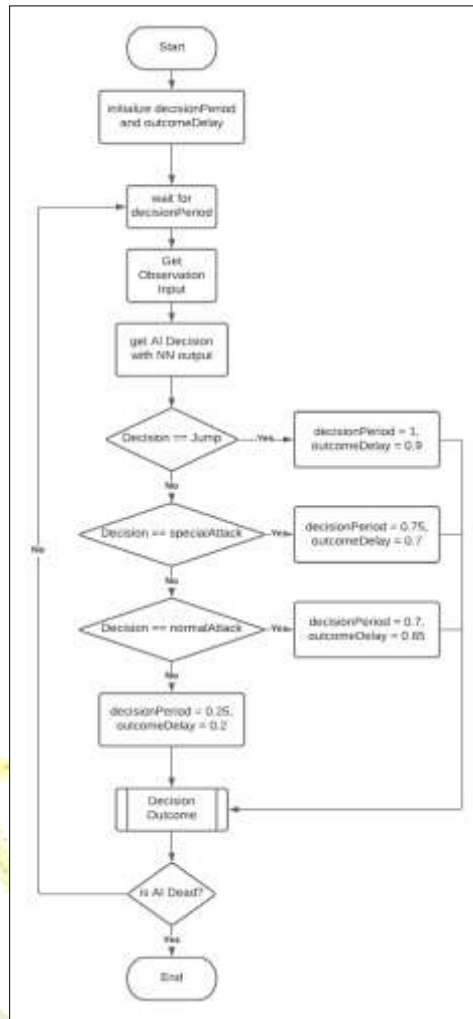 Start
initialize decisionPeriod
and outcomeDelay
wait for
decisionPeriod
Get
Observation
Input
get AI Decision
with NN output
Decision == Jump
Yes
decisionPeriod = 1,
outcomeDelay = 0.9
No
Decision == specialAttack
Yes
decisionPeriod = 0.75,
outcomeDelay = 0.7
No
No
Decision == normalAttack
Yes
decisionPeriod = 0.7,
outcomeDelay = 0.65
No
decisionPeriod = 0.25,
outcomeDelay = 0.2
Decision
Outcome
is AI Dead?
Yes
End